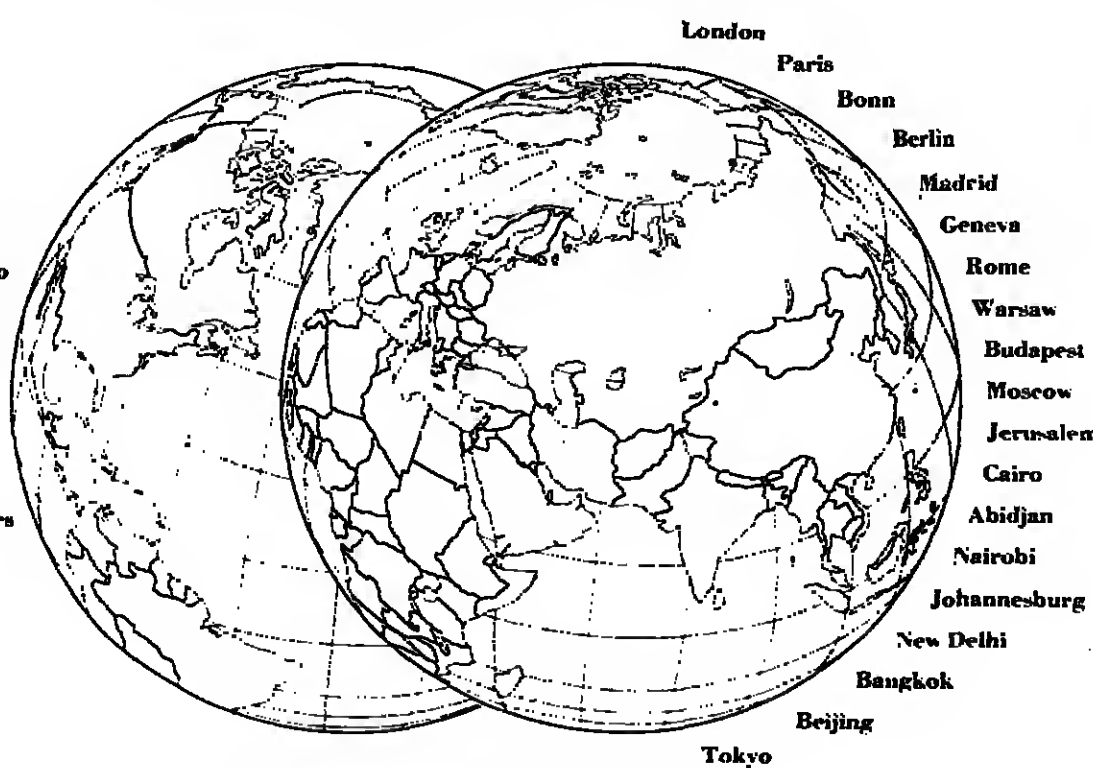 London
Paris
Bonn
Berlin
Madrid
Geneva
Rome
Warsaw
Budapest
Moscow
Jerusalem
Cairo
Abidjan
Nairobi
Johannesburg
New Delhi
Bangkok
Beijing
Tokyo